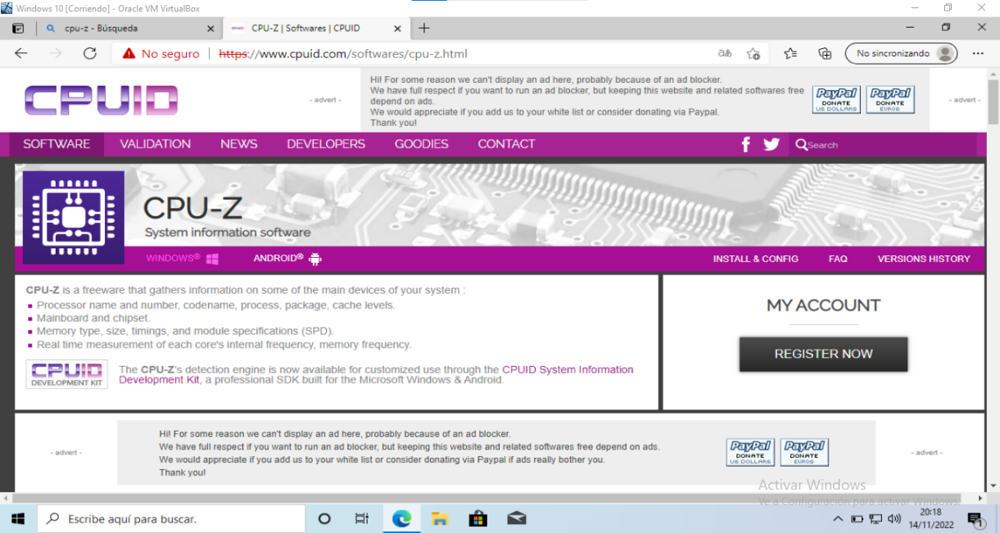 Windows 10 [Corriendo] - Oracle VM VirtualBox
cpu-z - Búsqueda
CPU-Z | Softwares | CPUID
No seguro
https://www.cpuid.com/softwares/cpu-z.html
No sincronizando
CPUID
- advert -
Hi! For some reason we can't display an ad here, probably because of an ad blocker.
We have full respect if you want to run an ad blocker, but keeping this website and related softwares free
depend on ads.
We would appreciate if you add us to your white list or consider donating via Paypal.
Thank you!
PayPal
DONATE
US DOLLARS
PayPal
DONATE
EUROS
- advert -
SOFTWARE VALIDATION NEWS DEVELOPERS GOODIES CONTACT
Search
CPU-Z
System information software
WINDOWS® ANDROID®
INSTALL & CONFIG FAQ VERSIONS HISTORY
CPU-Z is a freeware that gathers information on some of the main devices of your system :
Processor name and number, codename, process, package, cache levels.
Mainboard and chipset.
Memory type, size, timings, and module specifications (SPD).
Real time measurement of each core's internal frequency, memory frequency.
CPUID
DEVELOPMENT KIT
The CPU-Z's detection engine is now available for customized use through the CPUID System Information
Development Kit, a professional SDK built for the Microsoft Windows & Android.
MY ACCOUNT
REGISTER NOW
- advert -
Hi! For some reason we can't display an ad here, probably because of an ad blocker.
We have full respect if you want to run an ad blocker, but keeping this website and related softwares free depend on ads.
We would appreciate if you add us to your white list or consider donating via Paypal if ads really bother you.
Thank you!
PayPal
DONATE
US DOLLARS
PayPal
DONATE
EUROS
- advert -
Activar Windows
Ve a Configuración para activar Windows.
Escribe aquí para buscar.
20:18
14/11/2022
1